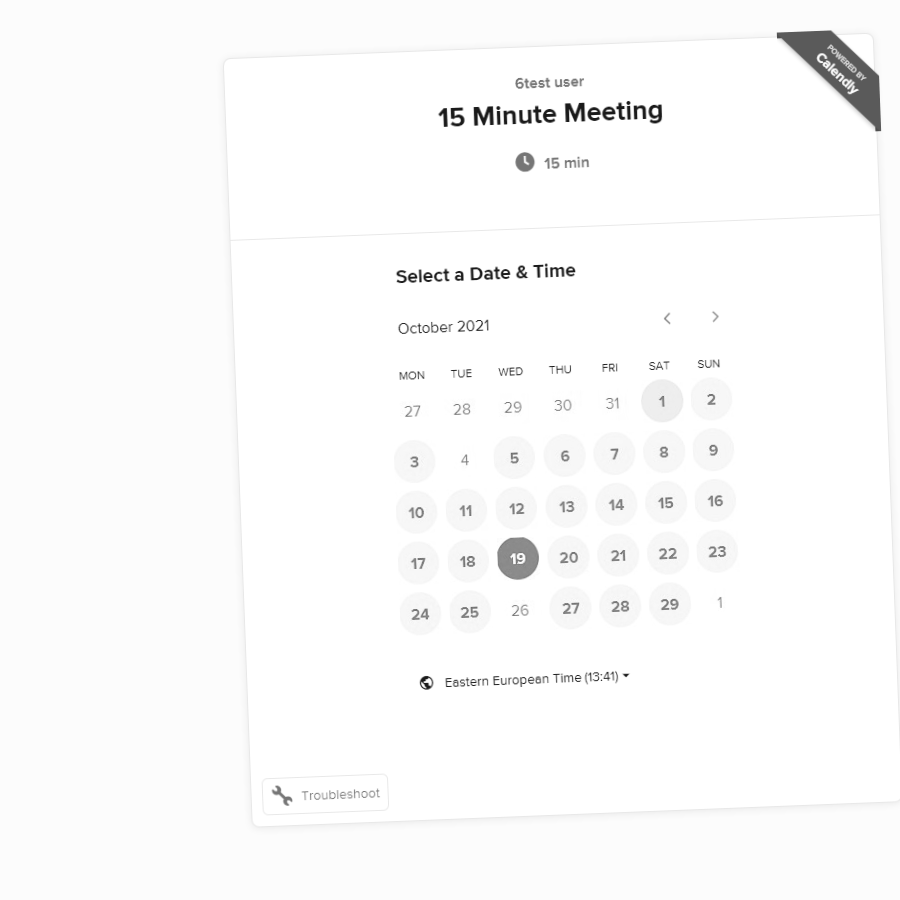 POWERED BY
Calendly
6test user
15 Minute Meeting
15 min
Select a Date & Time
October 2021
MON TUE WED THU FRI SAT SUN
27 28 29 30 31 1 2
3 4 5 6 7 8 9
10 11 12 13 14 15 16
17 18 19 20 21 22 23
24 25 26 27 28 29 1
Eastern European Time (13:41)
Troubleshoot